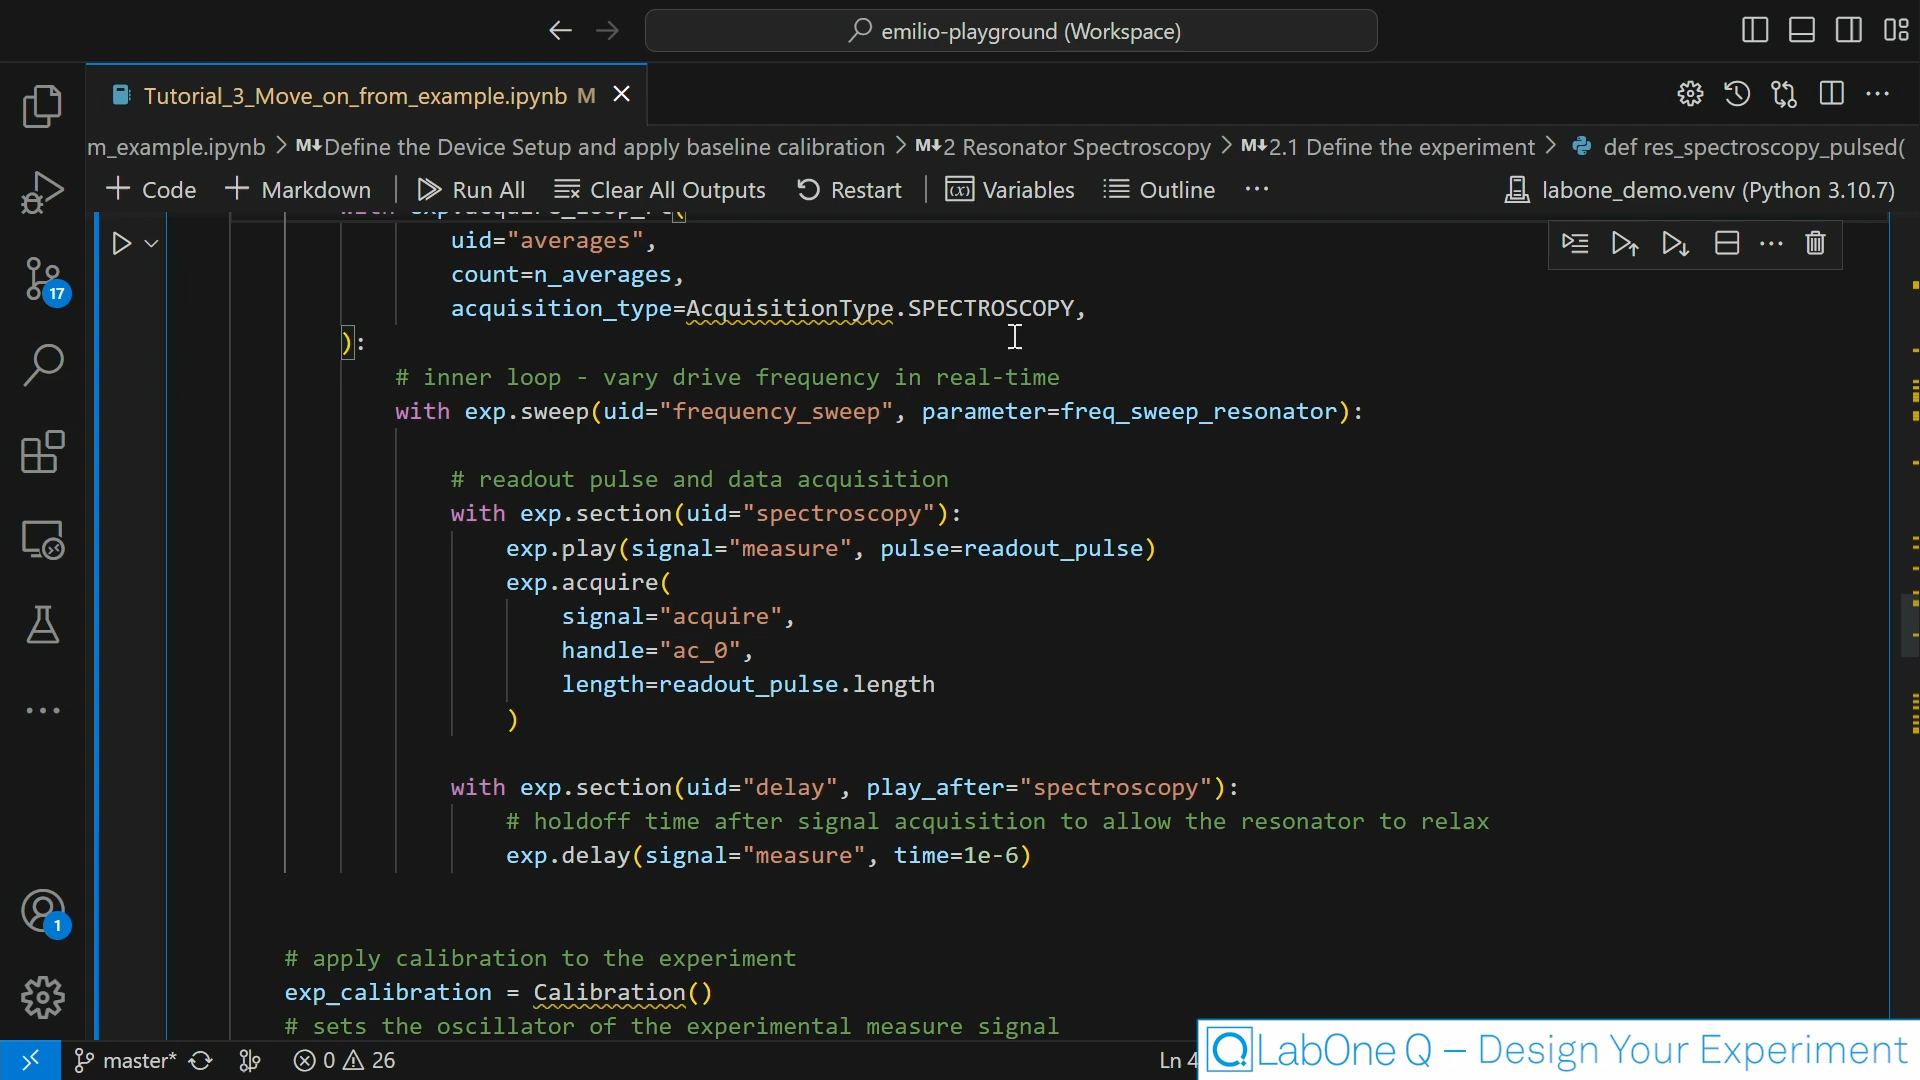 emilio-playground (Workspace)
Tutorial_3_Move_on_from_example.ipynb M
m_example.ipynb > M↓Define the Device Setup and apply baseline calibration > M↓2 Resonator Spectroscopy > M↓2.1 Define the experiment > def res_spectroscopy_pulsed(
+ Code + Markdown | Run All Clear All Outputs Restart | Variables Outline ... labone_demo.venv (Python 3.10.7)
uid="averages",
count=n_averages,
acquisition_type=AcquisitionType.SPECTROSCOPY,
):
# inner loop - vary drive frequency in real-time
with exp.sweep(uid="frequency_sweep", parameter=freq_sweep_resonator):
# readout pulse and data acquisition
with exp.section(uid="spectroscopy"):
exp.play(signal="measure", pulse=readout_pulse)
exp.acquire(
signal="acquire",
handle="ac_0",
length=readout_pulse.length
)
with exp.section(uid="delay", play_after="spectroscopy"):
# holdoff time after signal acquisition to allow the resonator to relax
exp.delay(signal="measure", time=1e-6)
# apply calibration to the experiment
exp_calibration = Calibration()
# sets the oscillator of the experimental measure signal
17
1
master* 0 26 Ln 4
LabOne Q – Design Your Experiment